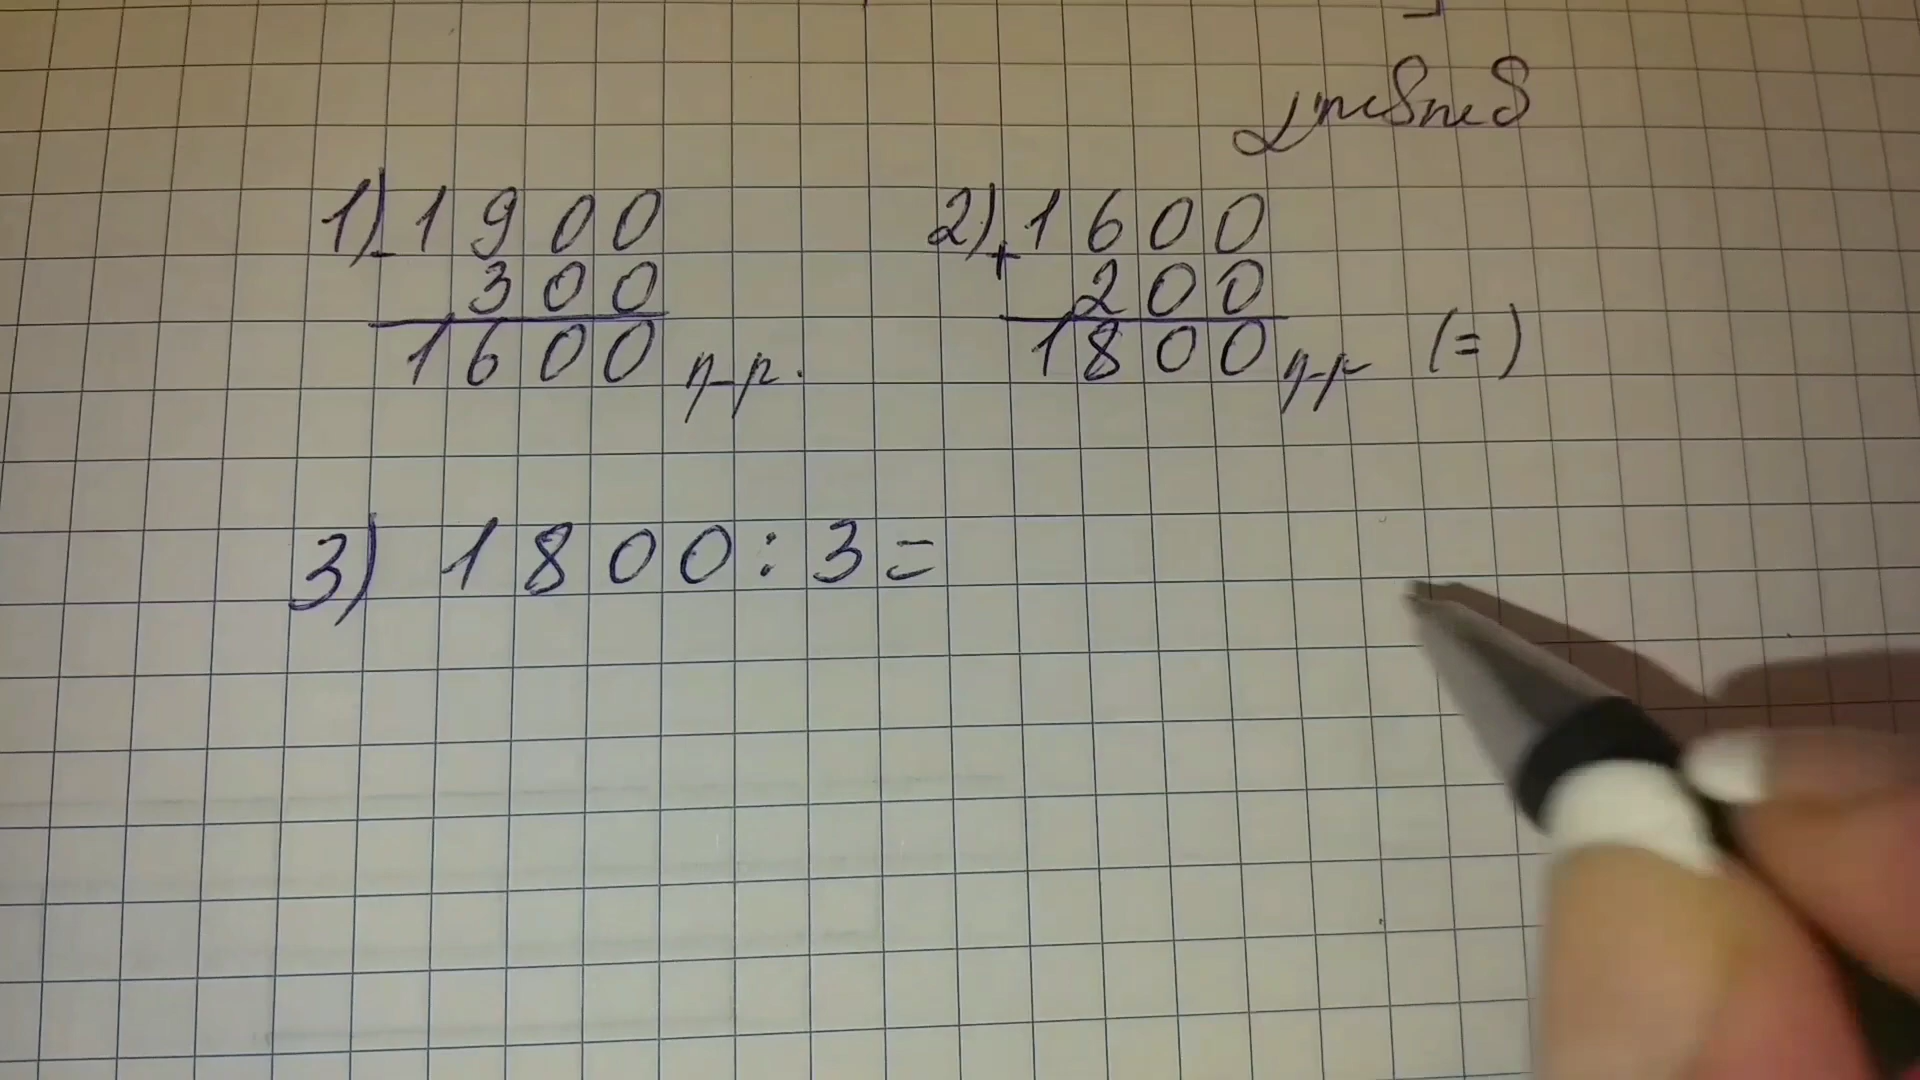 1) - 1900
300
1600
2) + 1600
200
1800 (=)
3) 1800 : 3 =